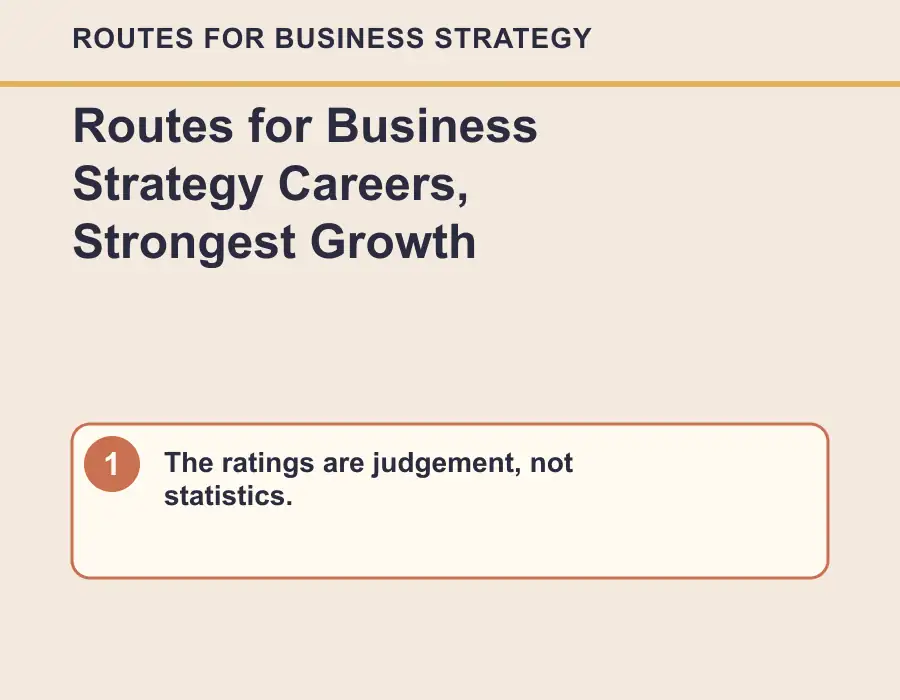 ROUTES FOR BUSINESS STRATEGY
Routes for Business
Strategy Careers,
Strongest Growth
1
The ratings are judgement, not
statistics.